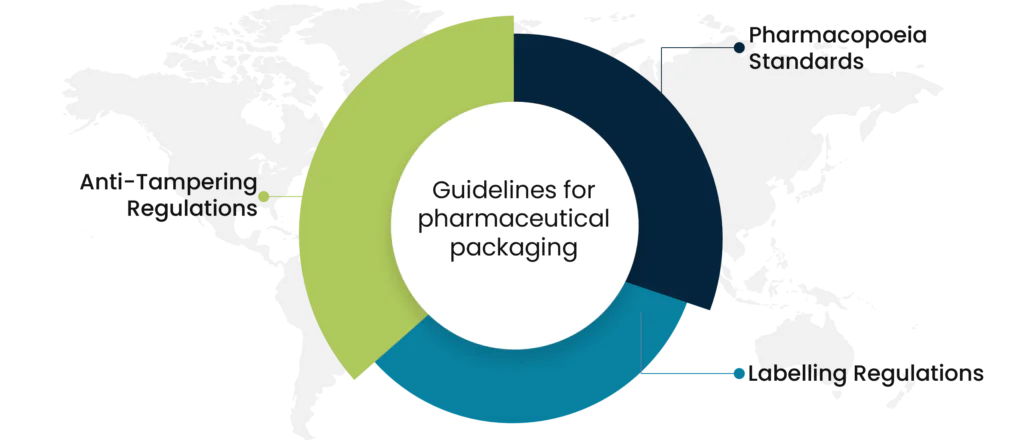 Pharmacopoeia
Standards
Anti-Tampering
Regulations
Guidelines for
pharmaceutical
packaging
Labelling Regulations